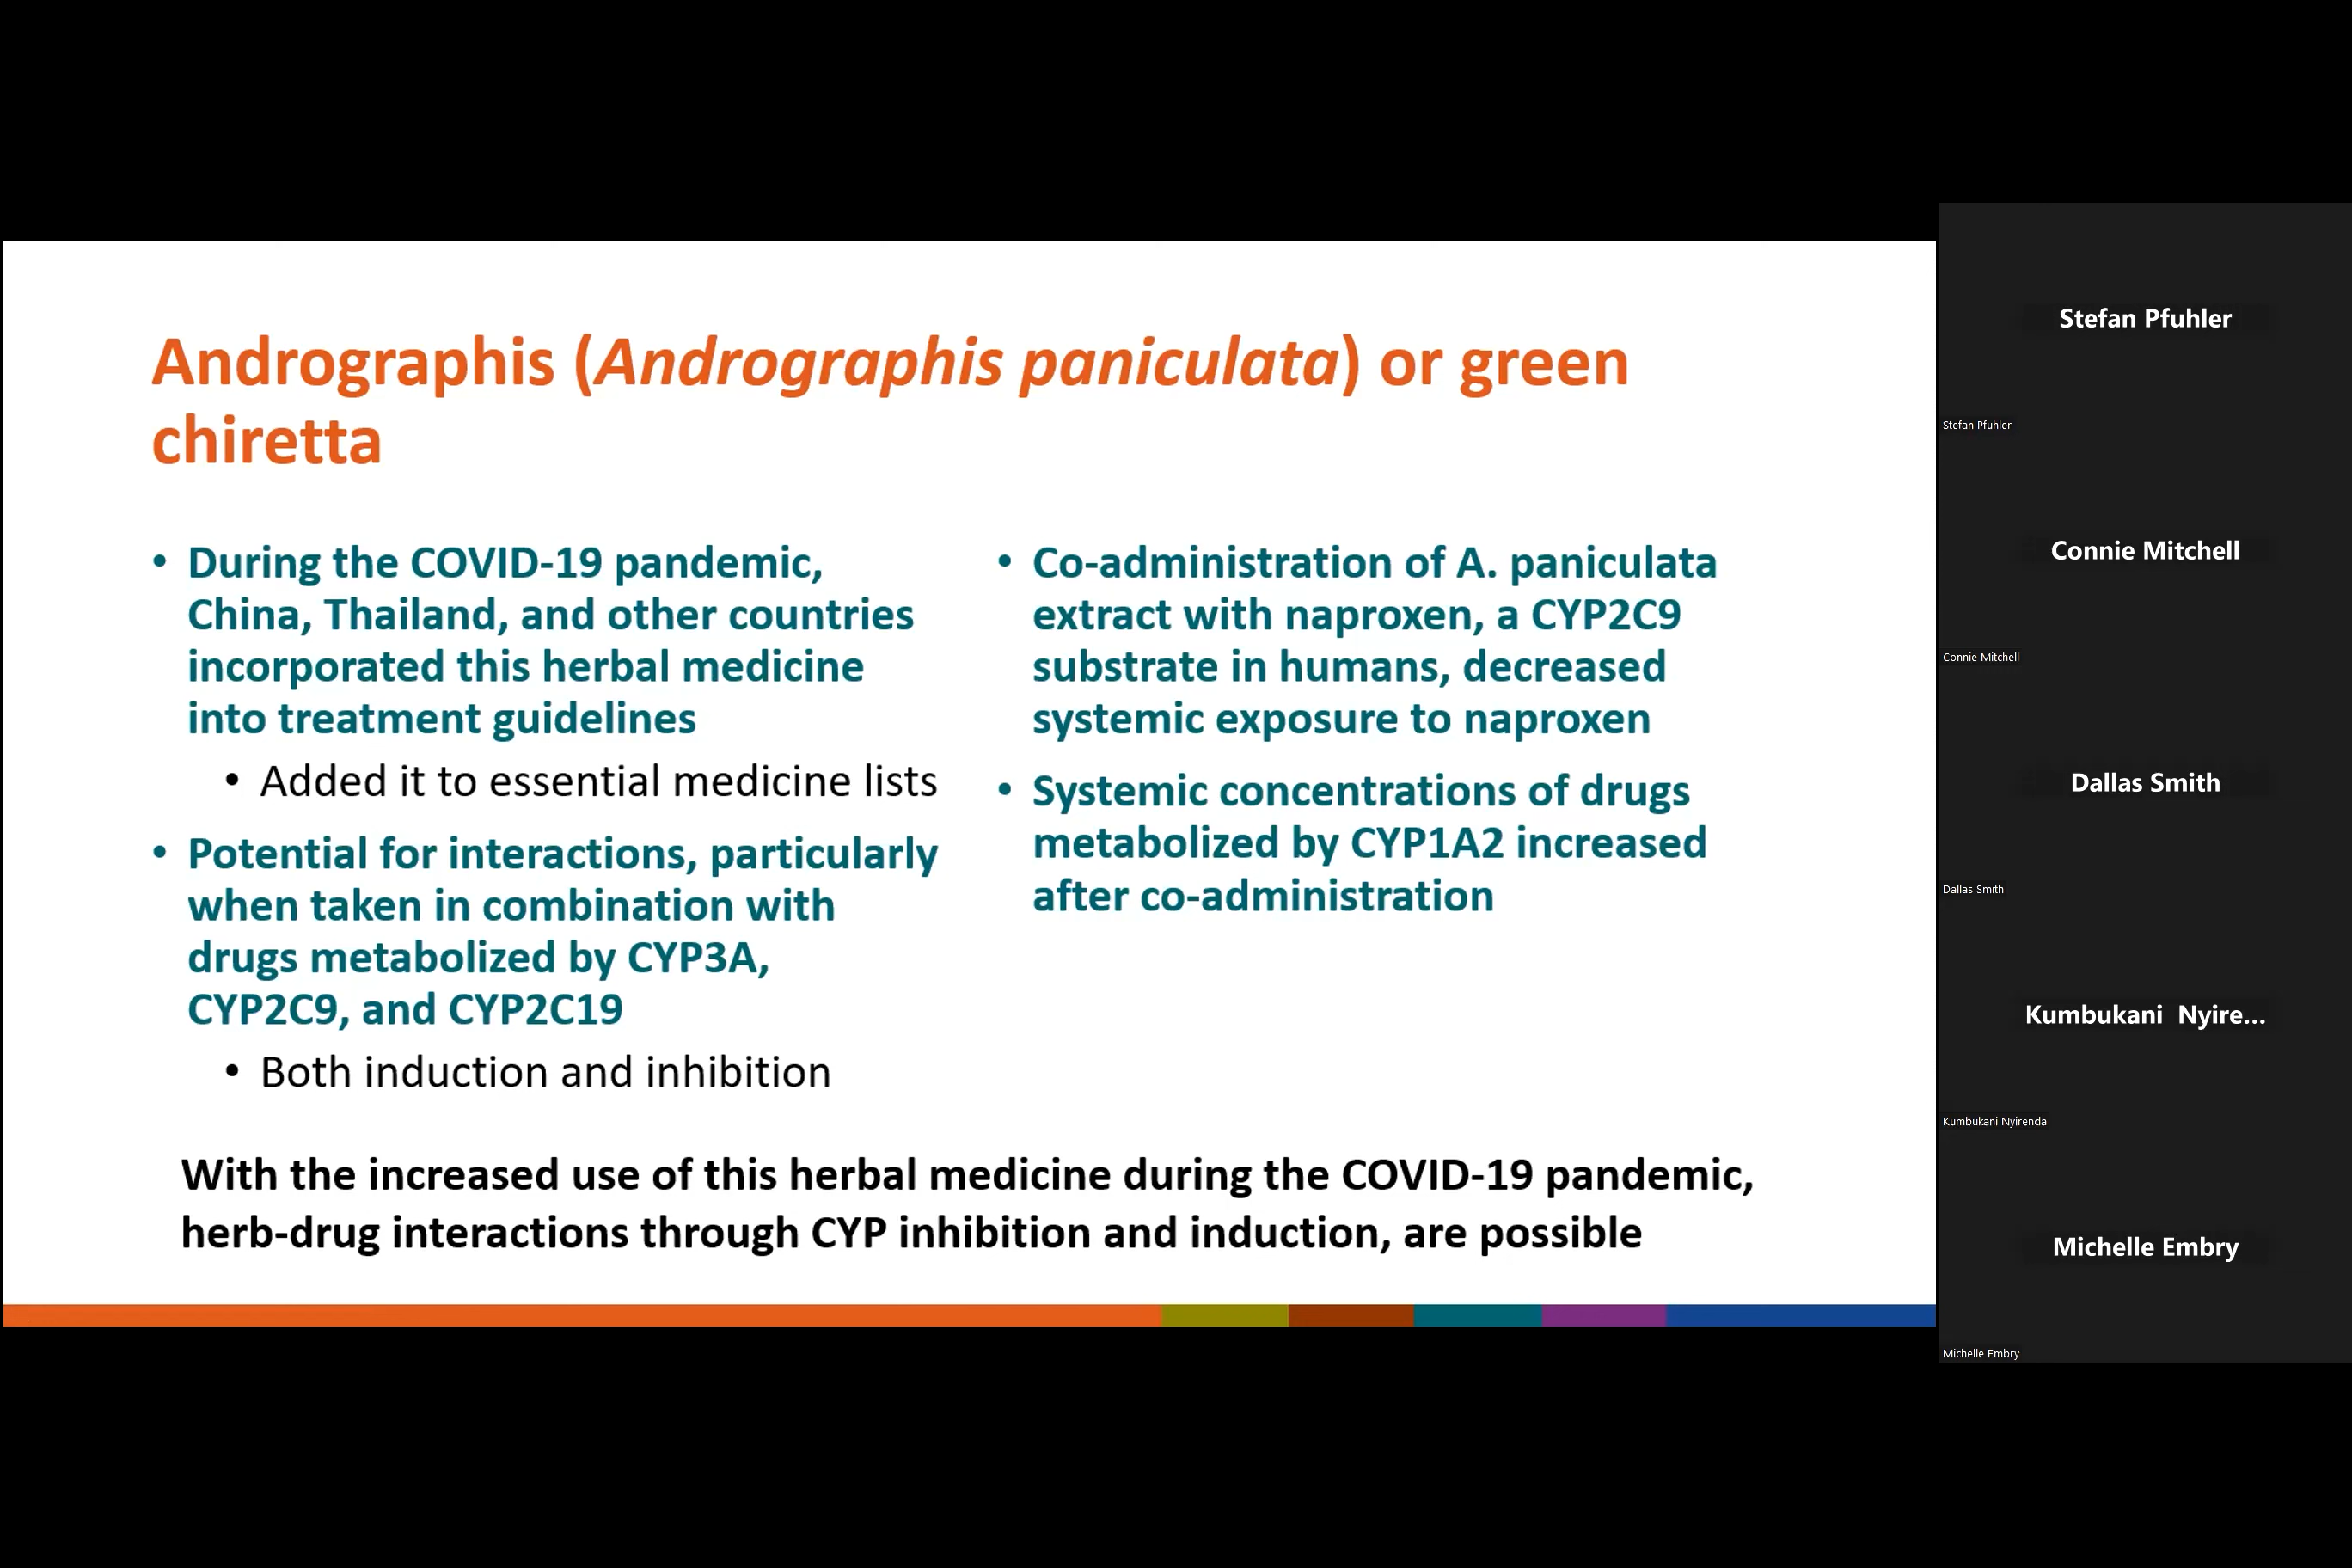 Andrographis (Andrographis paniculata) or green
chiretta
• During the COVID-19 pandemic,
China, Thailand, and other countries
incorporated this herbal medicine
into treatment guidelines
• Added it to essential medicine lists
• Potential for interactions, particularly
when taken in combination with
drugs metabolized by CYP3A,
CYP2C9, and CYP2C19
• Both induction and inhibition
• Co-administration of A. paniculata
extract with naproxen, a CYP2C9
substrate in humans, decreased
systemic exposure to naproxen
• Systemic concentrations of drugs
metabolized by CYP1A2 increased
after co-administration
With the increased use of this herbal medicine during the COVID-19 pandemic,
herb-drug interactions through CYP inhibition and induction, are possible
Stefan Pfuhler
Stefan Pfuhler
Connie Mitchell
Connie Mitchell
Dallas Smith
Dallas Smith
Kumbukani  Nyire...
Kumbukani Nyirenda
Michelle Embry
Michelle Embry